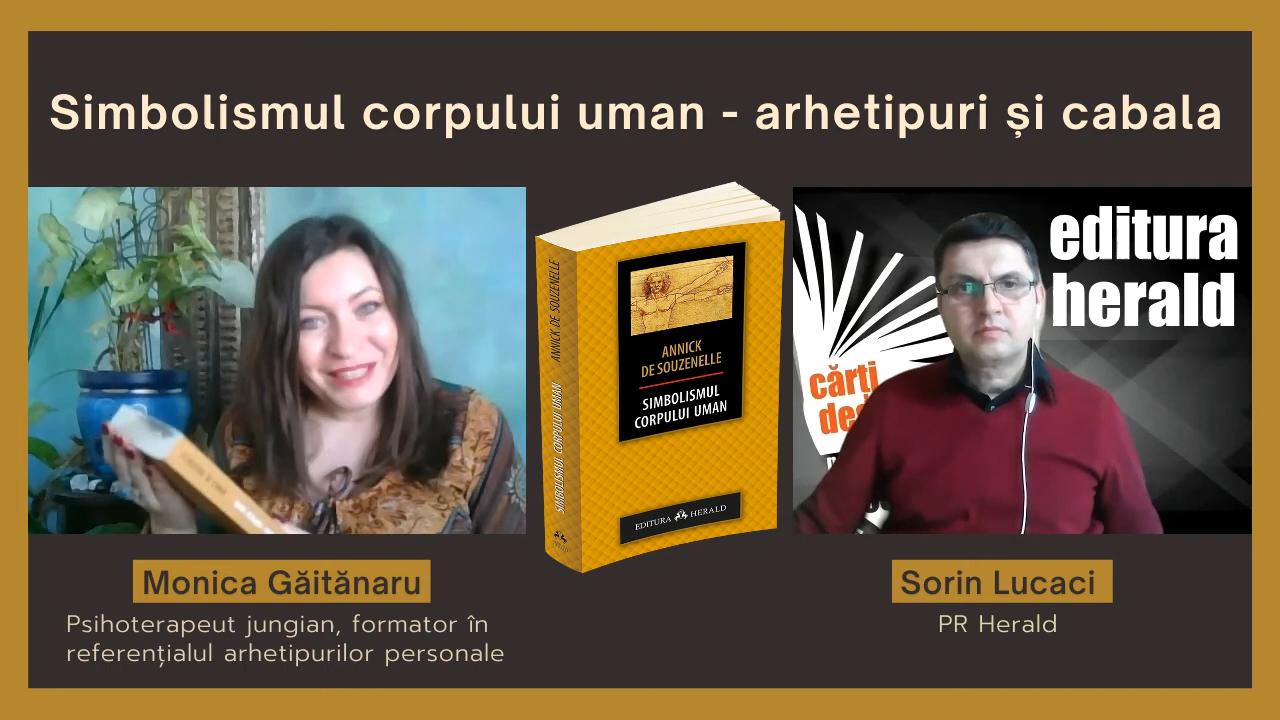 Simbolismul corpului uman - arhetipuri și cabala
ANNICK DE SOUZENELLE
SIMBOLISMUL CORPULUI UMAN
ANNICK
DE SOUZENELLE
SIMBOLISMUL
CORPULUI UMAN
EDITURA HERALD
editura
herald
cărți
Monica Găitănaru
Psihoterapeut jungian, formator în
referențialul arhetipurilor personale
Sorin Lucaci
PR Herald